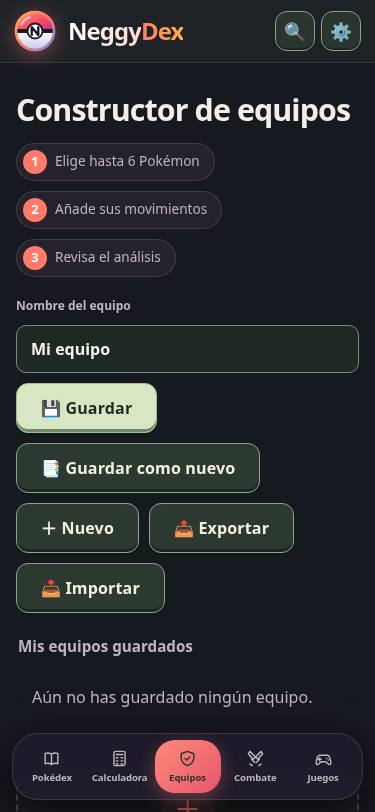 NeggyDex
Constructor de equipos
1 Elige hasta 6 Pokémon
2 Añade sus movimientos
3 Revisa el análisis
Nombre del equipo
Mi equipo
Guardar
Guardar como nuevo
+ Nuevo
Exportar
Importar
Mis equipos guardados
Aún no has guardado ningún equipo.
Pokédex Calculadora Equipos Combate Juegos